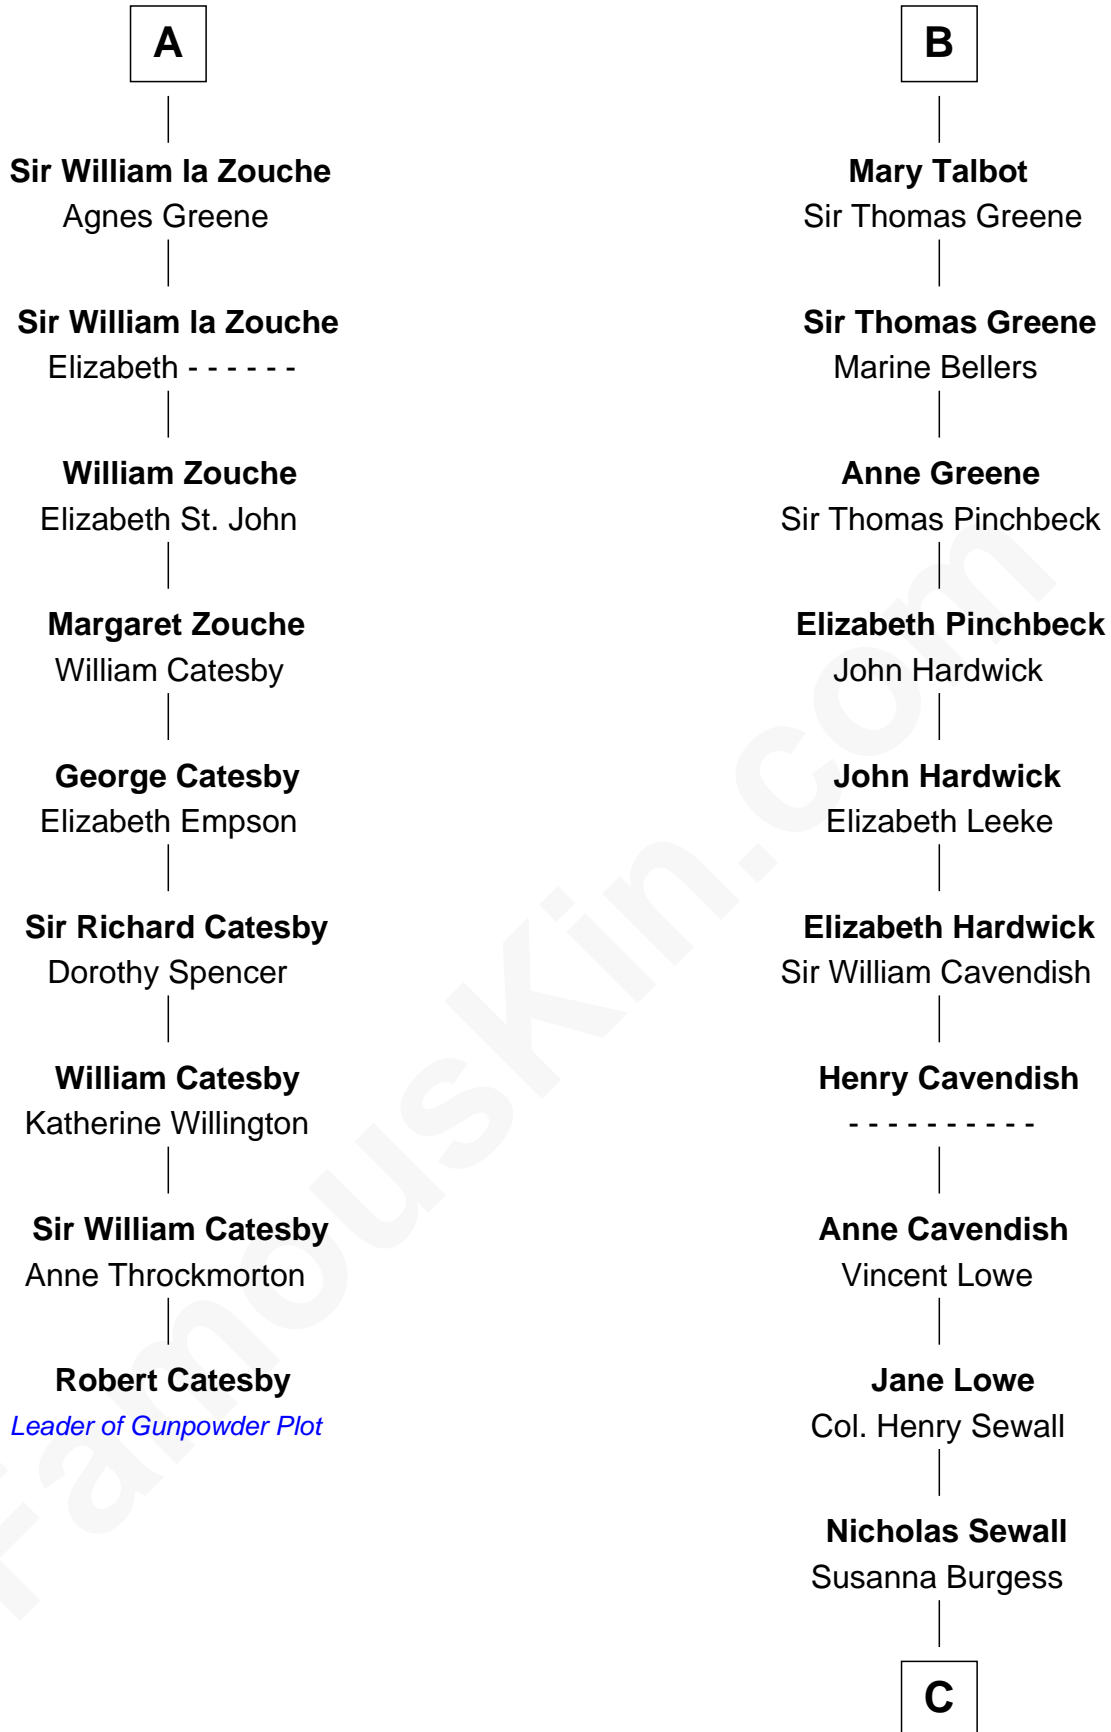 A
Sir William la Zouche
Agnes Greene
Sir William la Zouche
Elizabeth - - - - - -
William Zouche
Elizabeth St. John
Margaret Zouche
William Catesby
George Catesby
Elizabeth Empson
Sir Richard Catesby
Dorothy Spencer
William Catesby
Katherine Willington
Sir William Catesby
Anne Throckmorton
Robert Catesby
Leader of Gunpowder Plot
B
Mary Talbot
Sir Thomas Greene
Sir Thomas Greene
Marine Bellers
Anne Greene
Sir Thomas Pinchbeck
Elizabeth Pinchbeck
John Hardwick
John Hardwick
Elizabeth Leeke
Elizabeth Hardwick
Sir William Cavendish
Henry Cavendish
- - - - - - - - - -
Anne Cavendish
Vincent Lowe
Jane Lowe
Col. Henry Sewall
Nicholas Sewall
Susanna Burgess
C
FamousKin.com